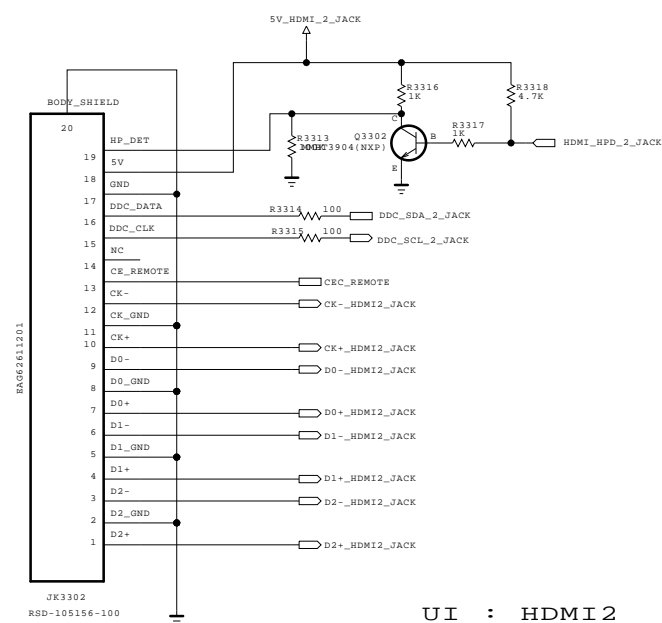 5V_HDMI_2_JACK
BODY_SHIELD
20
R3316
1K
R3318
4.7K
R3313
Q3302
MMBT3904(NXP)
C
B
E
R3317
1K
HDMI_HPD_2_JACK
HP_DET
19
5V
18
GND
17
DDC_DATA
R3314 100
DDC_SDA_2_JACK
16
DDC_CLK
R3315 100
DDC_SCL_2_JACK
15
NC
14
CE_REMOTE
CEC_REMOTE
13
CK-
CK-_HDMI2_JACK
12
CK_GND
11
CK+
CK+_HDMI2_JACK
10
D0-
D0-_HDMI2_JACK
9
D0_GND
8
D0+
D0+_HDMI2_JACK
7
D1-
D1-_HDMI2_JACK
6
D1_GND
5
D1+
D1+_HDMI2_JACK
4
D2-
D2-_HDMI2_JACK
3
D2_GND
2
D2+
D2+_HDMI2_JACK
1
EAG62611201
JK3302
RSD-105156-100
UI : HDMI2